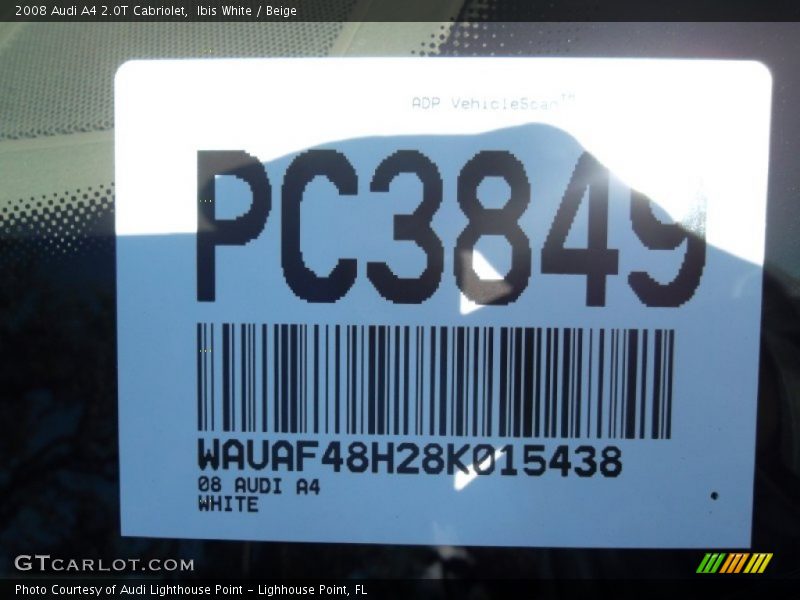 2008 Audi A4 2.0T Cabriolet,  Ibis White / Beige
ADP VehicleScan™
PC3849
WAUAF48H28K015438
08 AUDI A4
WHITE
GTCARLOT.COM
Photo Courtesy of Audi Lighthouse Point - Lighhouse Point, FL